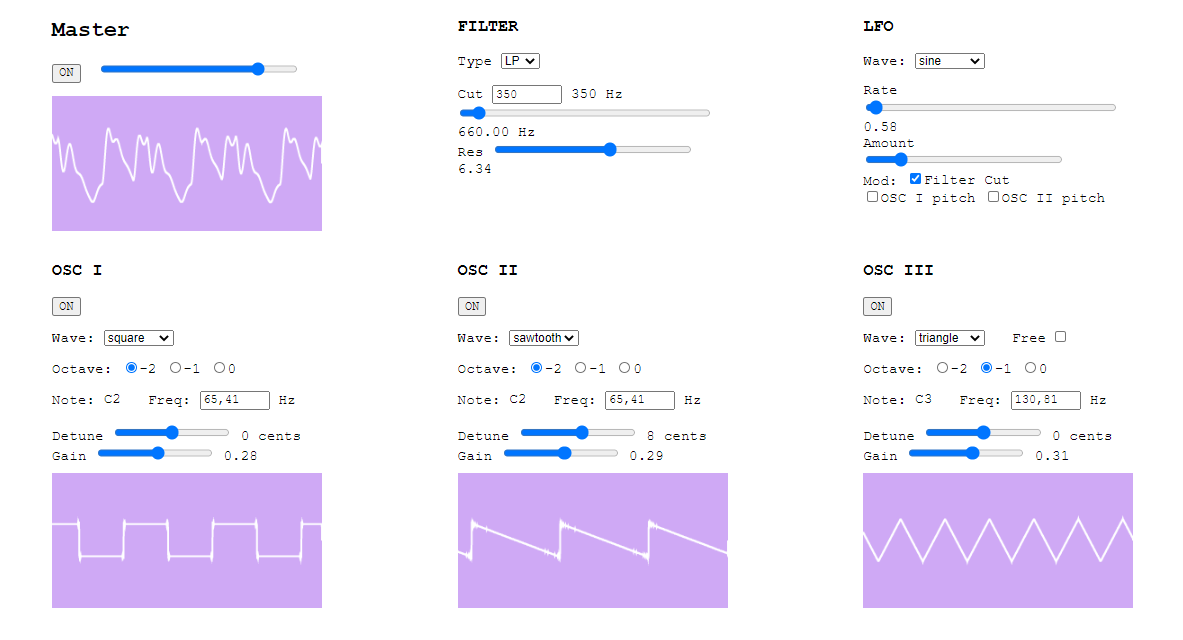 Master
ON
FILTER
Type LP
Cut 350 350 Hz
660.00 Hz
Res
6.34
LFO
Wave: sine
Rate
0.58
Amount
Mod: Filter Cut
OSC I pitch OSC II pitch
OSC I
ON
Wave: square
Octave: -2 -1 0
Note: C2 Freq: 65,41 Hz
Detune 0 cents
Gain 0.28
OSC II
ON
Wave: sawtooth
Octave: -2 -1 0
Note: C2 Freq: 65,41 Hz
Detune 8 cents
Gain 0.29
OSC III
ON
Wave: triangle Free
Octave: -2 -1 0
Note: C3 Freq: 130,81 Hz
Detune 0 cents
Gain 0.31